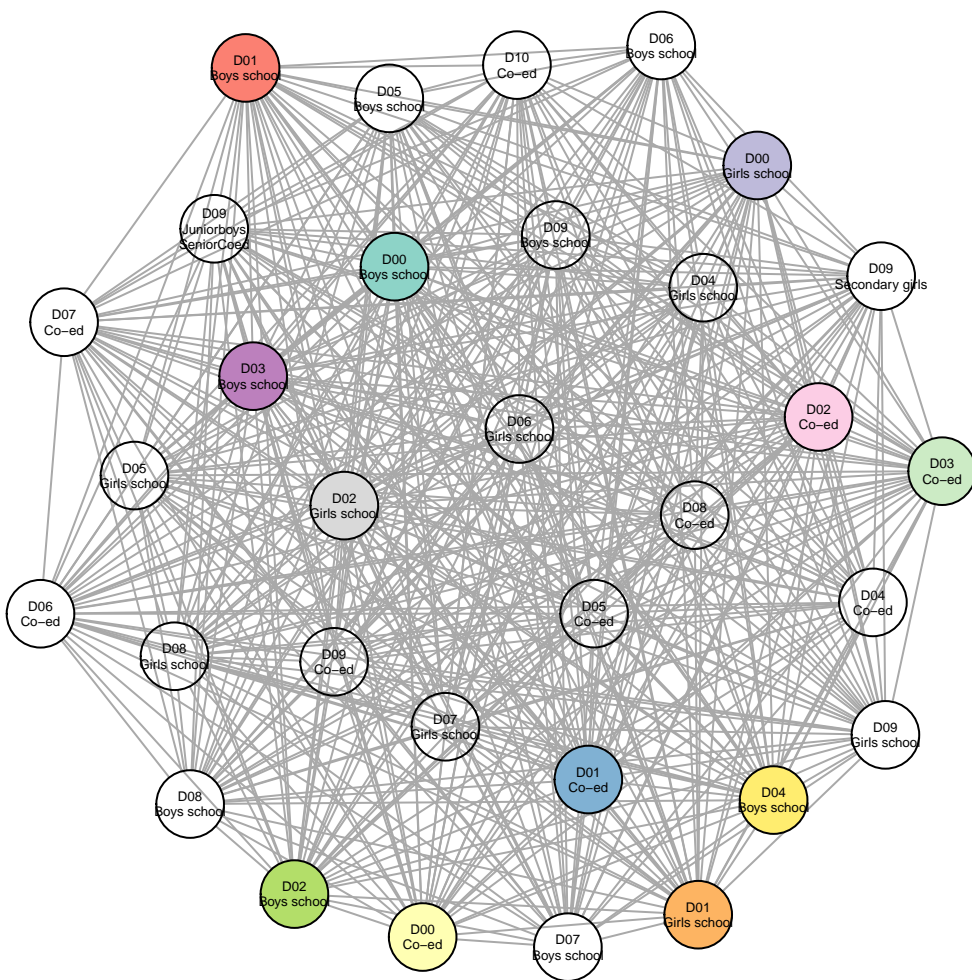 D06
Boys school
D01
Boys school
D10
Co−ed
D05
Boys school
D00
Girls school
D09
Juniorboys
SeniorCoed
D09
Boys school
D00
Boys school
D04
Girls school
D09
Secondary girls
D07
Co−ed
D03
Boys school
D02
Co−ed
D06
Girls school
D03
Co−ed
D05
Girls school
D02
Girls school
D08
Co−ed
D04
Co−ed
D06
Co−ed
D05
Co−ed
D08
Girls school
D09
Co−ed
D07
Girls school
D09
Girls school
D01
Co−ed
D04
Boys school
D08
Boys school
D02
Boys school
D01
Girls school
D00
Co−ed
D07
Boys school